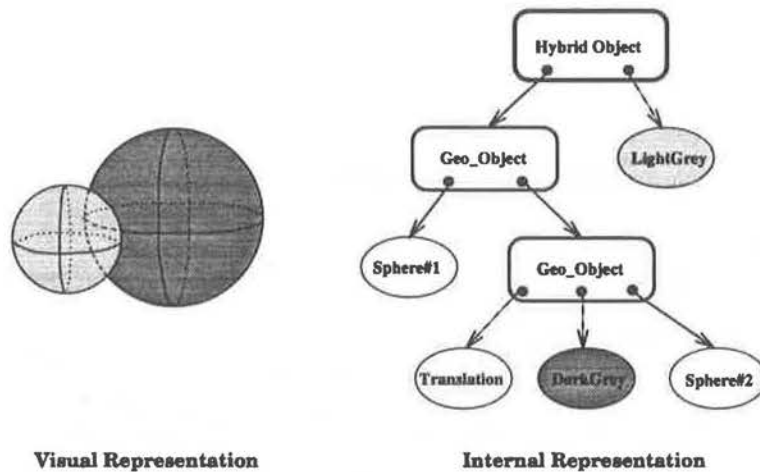 Hybrid Object
Geo_Object
LightGrey
Sphere#1
Geo_Object
Translation
DarkGrey
Sphere#2
Visual Representation
Internal Representation